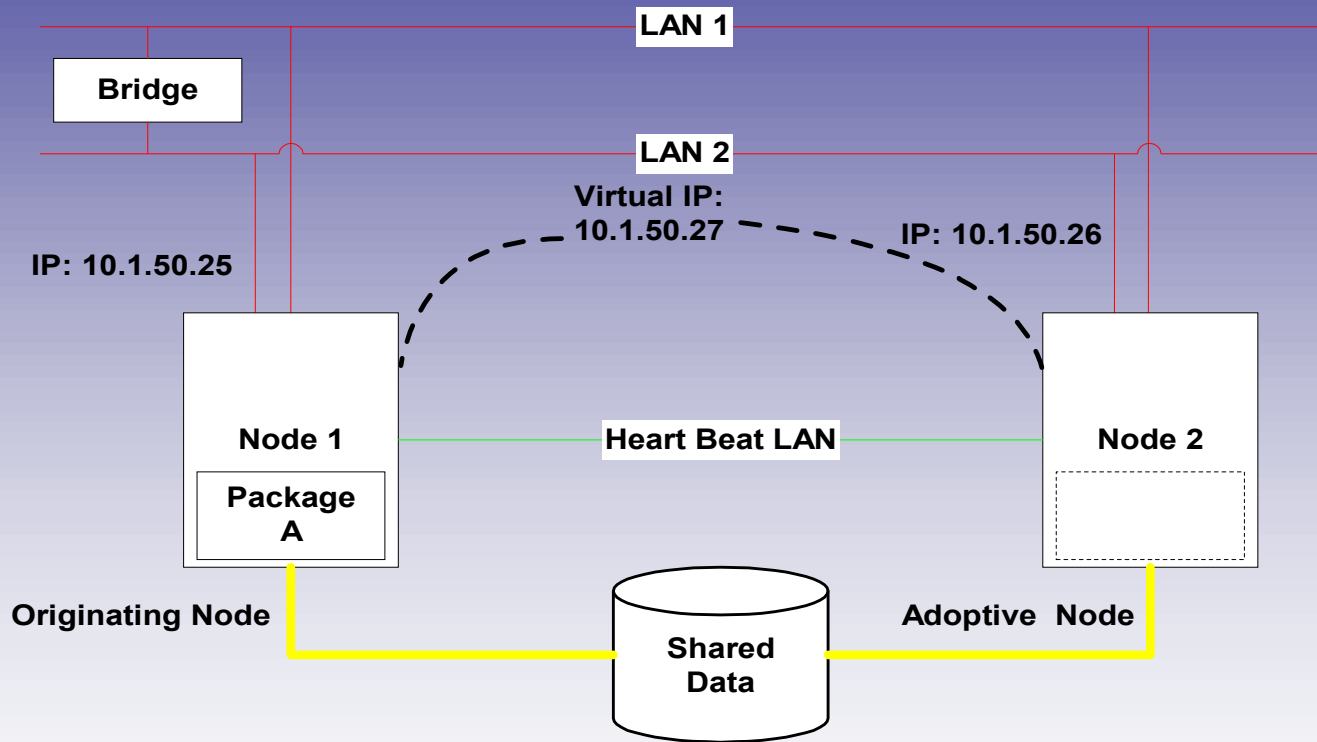 LAN 1
Bridge
LAN 2
Virtual IP:
10.1.50.27
IP: 10.1.50.26
IP: 10.1.50.25
Node 1
Heart Beat LAN
Node 2
Package
A
Originating Node
Adoptive  Node
Shared
Data